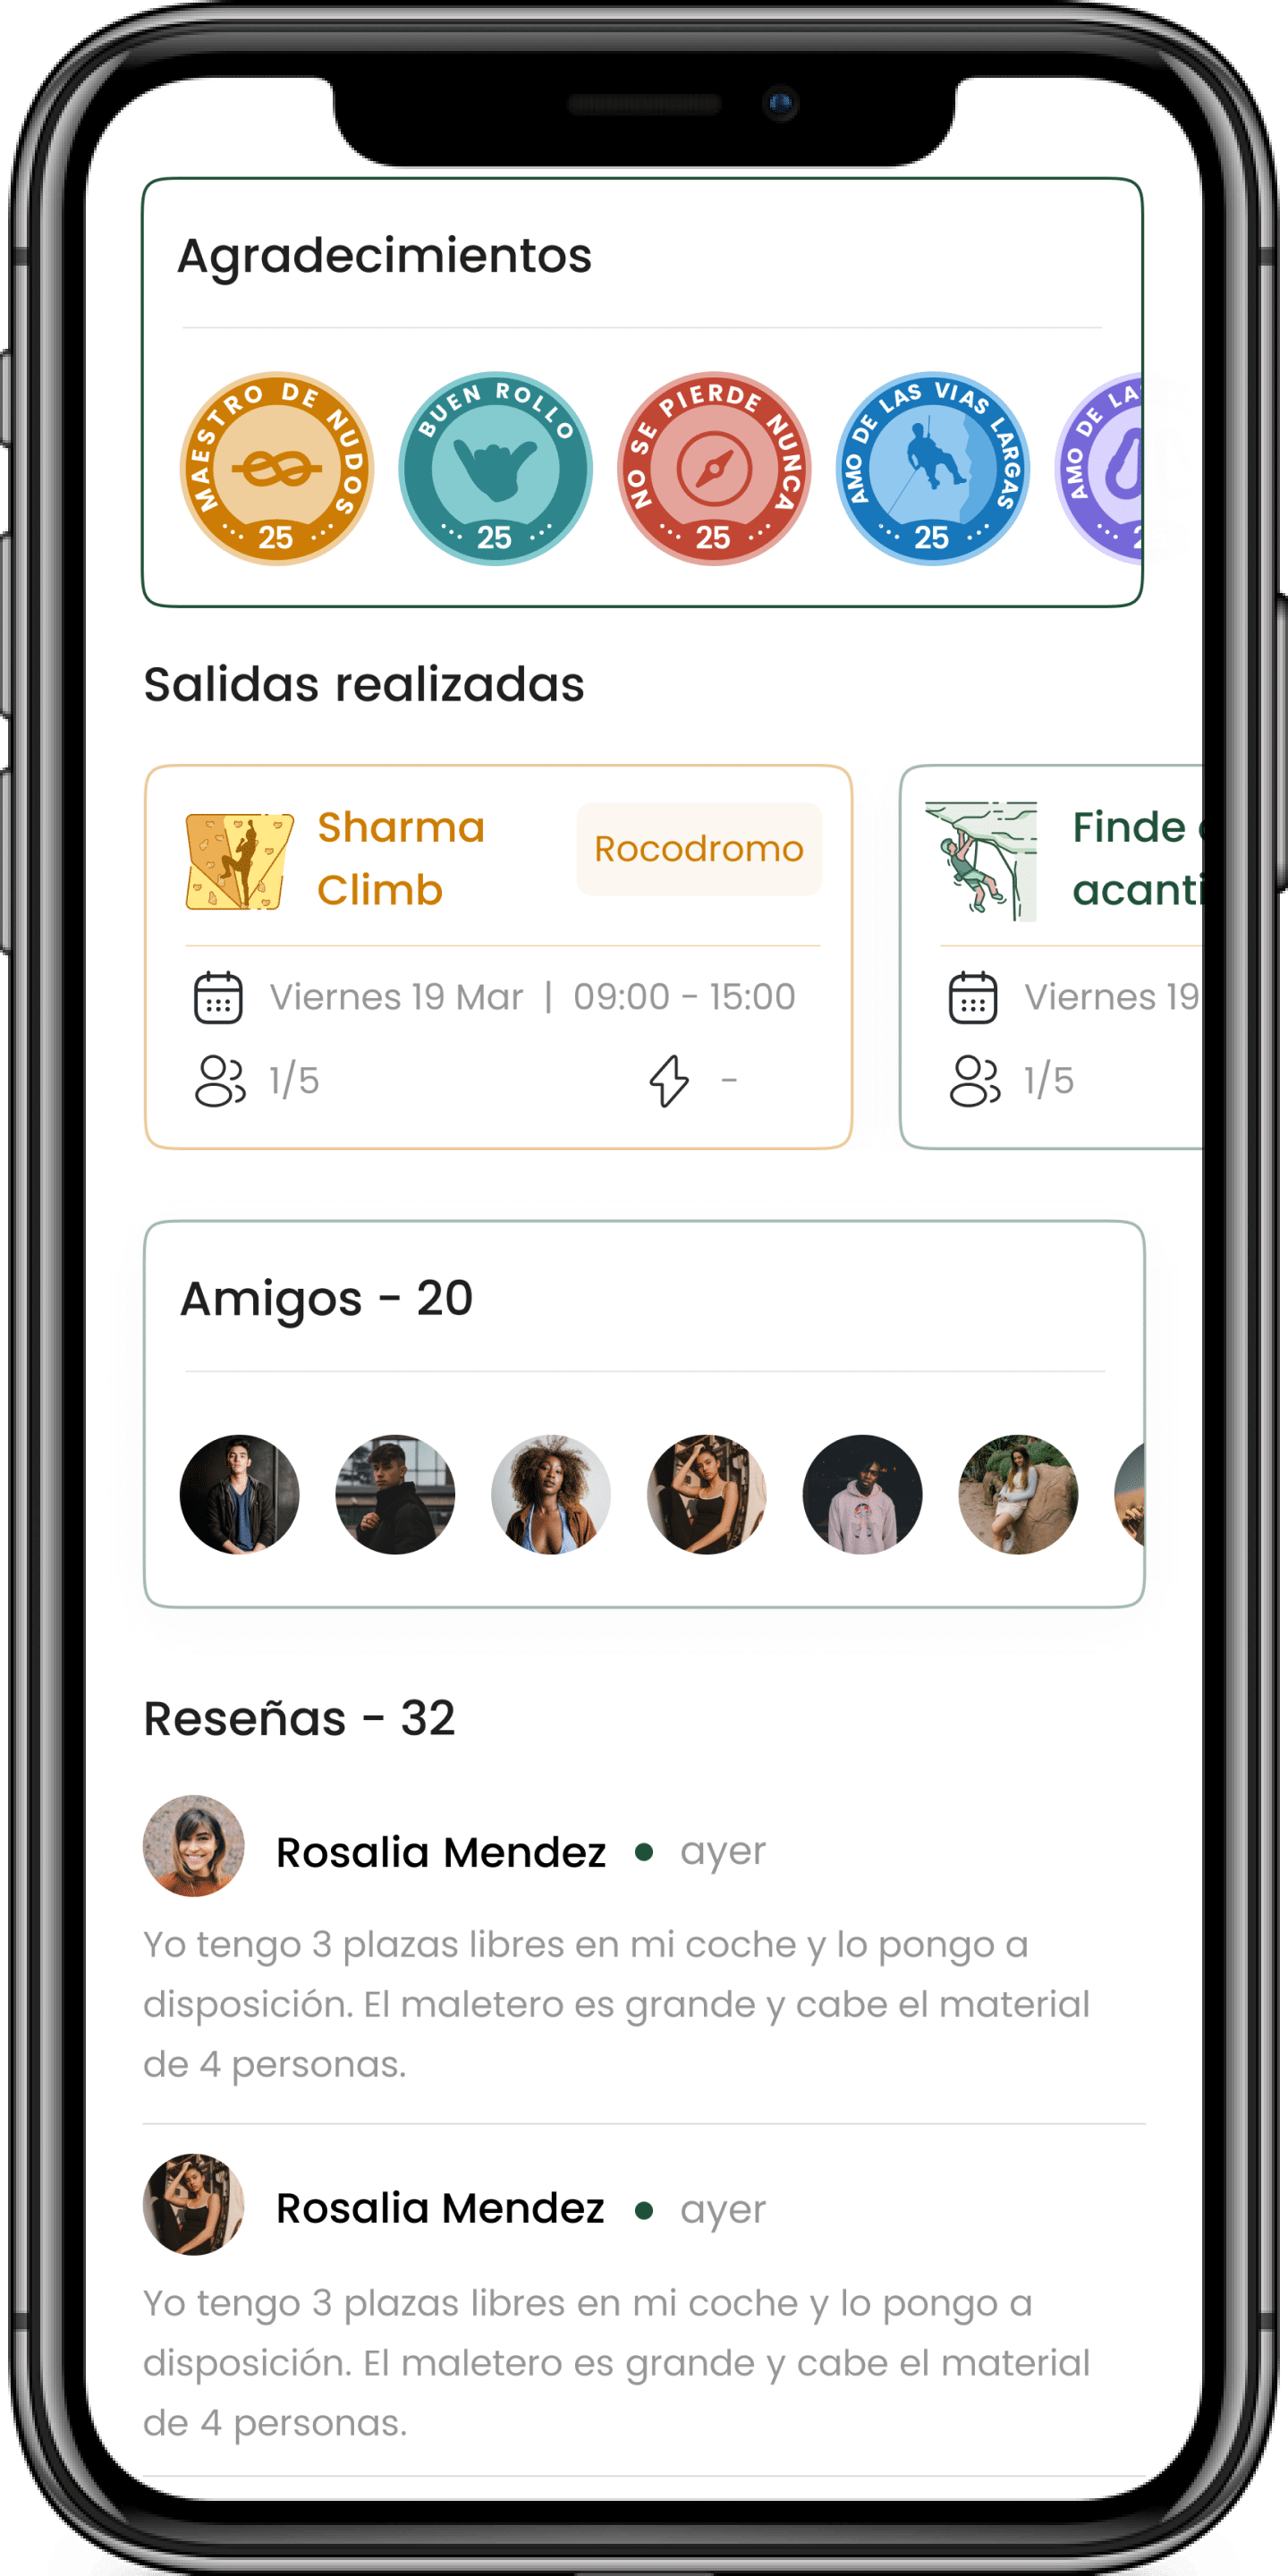 Agradecimientos
MAESTRO DE NUDOS
25
BUEN ROLLO
25
NO SE PIERDE NUNCA
25
AMO DE LAS VIAS LARGAS
25
AMO DE LA
Salidas realizadas
Sharma
Climb
Rocodromo
Viernes 19 Mar | 09:00 - 15:00
1/5
-
Finde
acanti
Viernes 19
1/5
Amigos - 20
Reseñas - 32
Rosalia Mendez • ayer
Yo tengo 3 plazas libres en mi coche y lo pongo a
disposición. El maletero es grande y cabe el material
de 4 personas.
Rosalia Mendez • ayer
Yo tengo 3 plazas libres en mi coche y lo pongo a
disposición. El maletero es grande y cabe el material
de 4 personas.